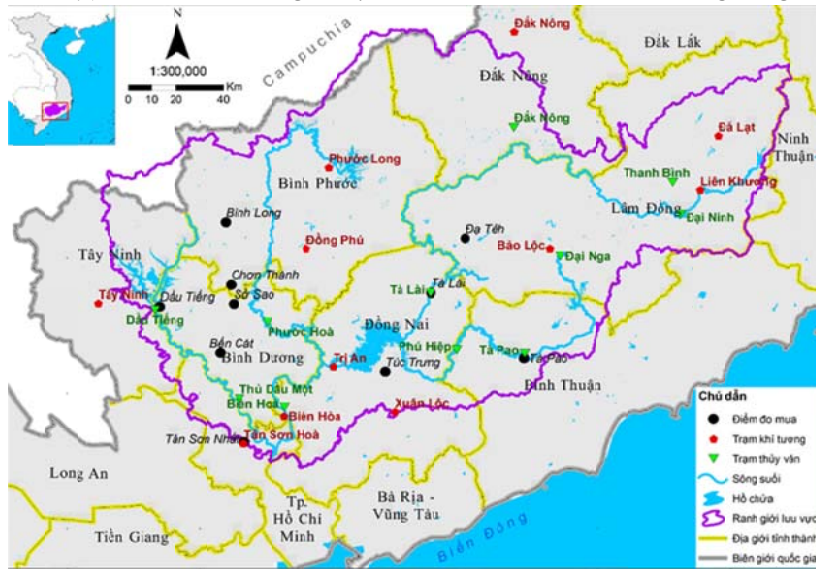 Đắk Nông
Đắk Lắk
N
Campuchia
1:300,000
Km
0 10 20 40
Đắk Nông
Đắk Nông
Đà Lạt
Ninh
Thuận
Phước Long
Bình Phước
Thanh Bình
Liên Khương
Lâm Đồng
Đại Ninh
Bình Long
Đạ Tẻh
Đồng Phú
Bảo Lộc
Đại Nga
Tây Ninh
Chơn Thành
Tà Lài
Tà Lài
Tây Ninh
Dầu Tiếng
Sở Sao
Dầu Tiếng
Phước Hoà
Đồng Nai
Phú Hiệp
Tà Pao
Tà Pao
Bến Cát
Bình Dương
Trị An
Túc Trưng
Bình Thuận
Thủ Dầu Một
Biên Hoà
Biên Hòa
Xuân Lộc
Tân Sơn Hoà
Long An
Tp.
Hồ Chí
Minh
Bà Rịa -
Vũng Tàu
Tiền Giang
Biển Đông
Chú dẫn
Điểm đo mưa
Trạm khí tượng
Trạm thủy văn
Sông suối
Hồ chứa
Ranh giới lưu vực
Địa giới tỉnh thành
Biên giới quốc gia